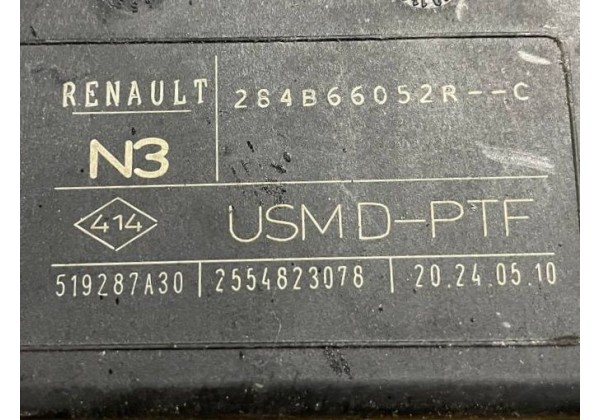 RENAULT 284B66052R--C
N3
414 USM D-PTF
519287A30 2554823078 20.24.05.10